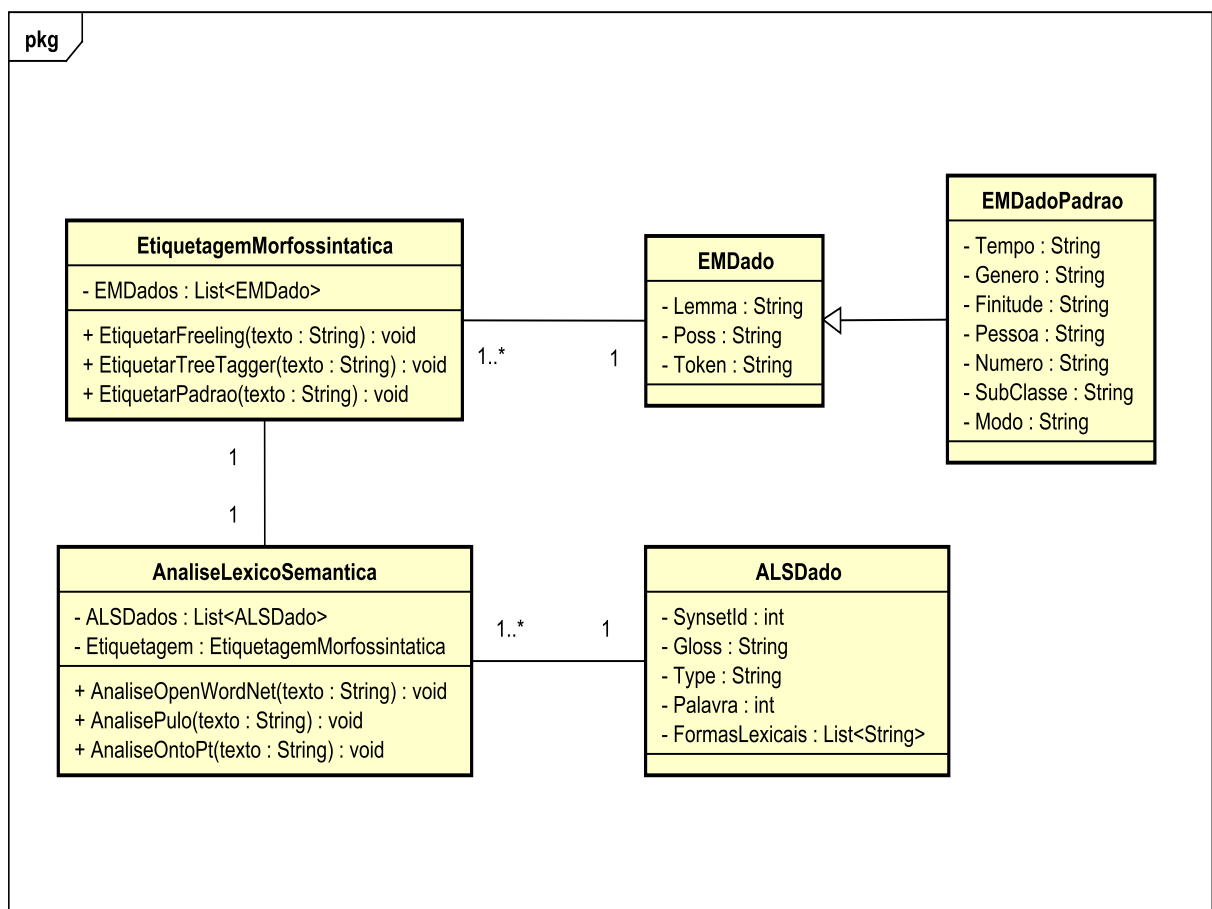 pkg
EtiquetagemMorfossintatica
- EMDados : List<EMDado>
+ EtiquetarFreeling(texto : String) : void
+ EtiquetarTreeTagger(texto : String) : void
+ EtiquetarPadrao(texto : String) : void
1..*
1
EMDado
- Lemma : String
- Poss : String
- Token : String
EMDadoPadrao
- Tempo : String
- Genero : String
- Finitude : String
- Pessoa : String
- Numero : String
- SubClasse : String
- Modo : String
1
1
AnaliseLexicoSemantica
- ALSDados : List<ALSDado>
- Etiquetagem : EtiquetagemMorfossintatica
+ AnaliseOpenWordNet(texto : String) : void
+ AnalisePulo(texto : String) : void
+ AnaliseOntoPt(texto : String) : void
1..*
1
ALSDado
- SynsetId : int
- Gloss : String
- Type : String
- Palavra : int
- FormasLexicais : List<String>